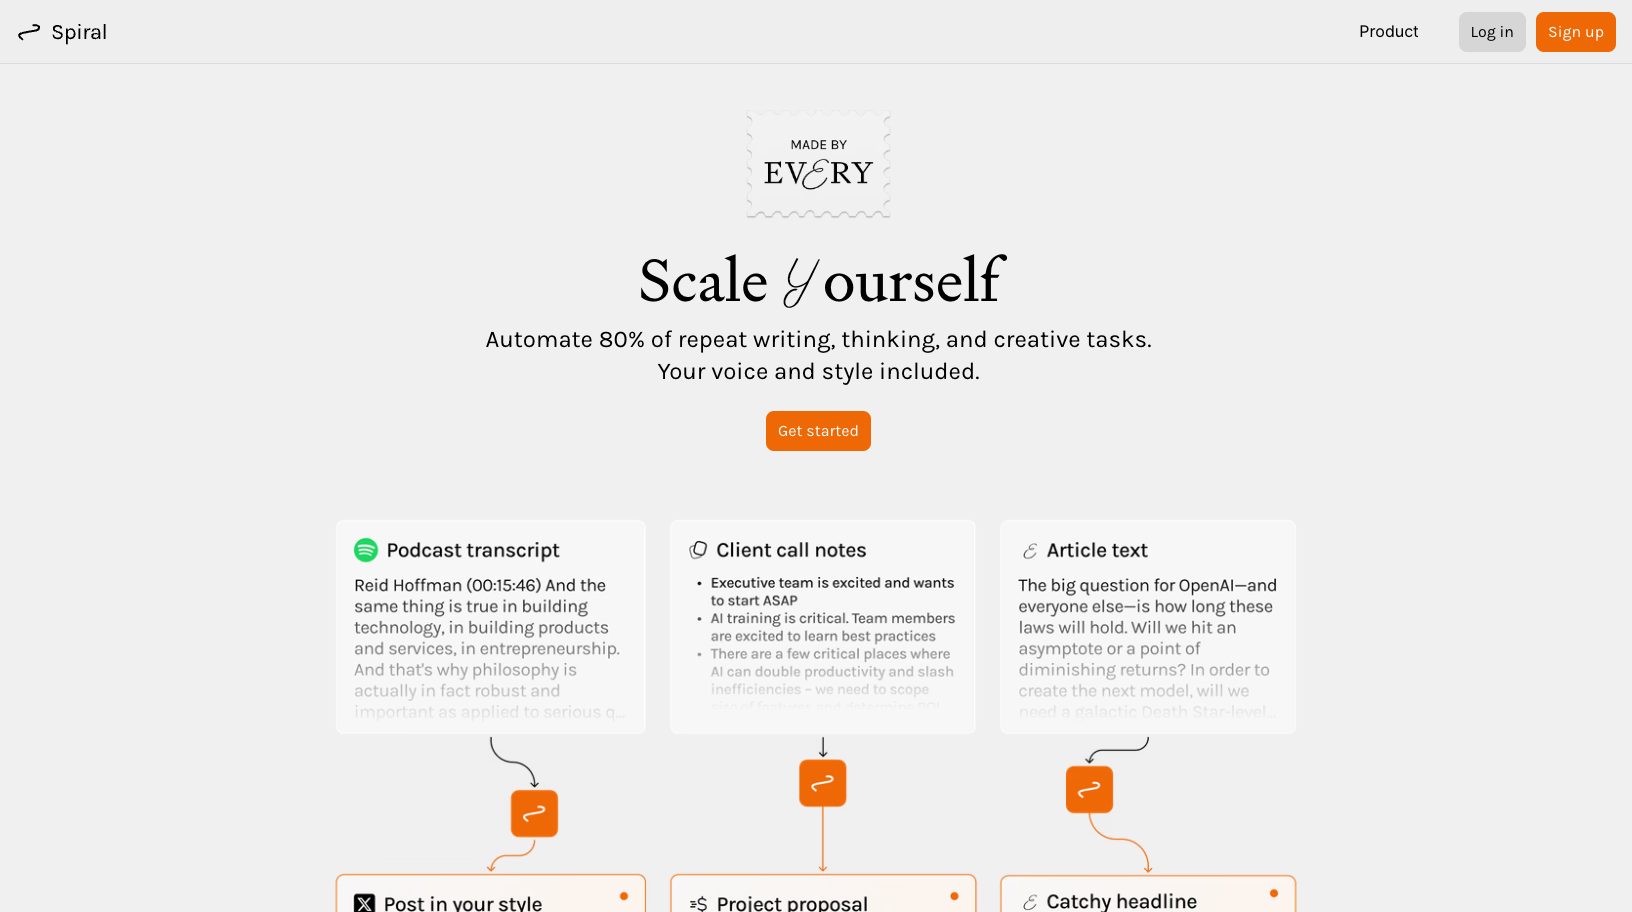 Spiral
Product
Log in
Sign up
MADE BY
EVERY
Scale Yourself
Automate 80% of repeat writing, thinking, and creative tasks.
Your voice and style included.
Get started
Podcast transcript
Reid Hoffman (00:15:46) And the
same thing is true in building
technology, in building products
and services, in entrepreneurship.
And that's why philosophy is
actually in fact robust and
important as applied to serious q...
Client call notes
• Executive team is excited and wants
to start ASAP
• AI training is critical. Team members
are excited to learn best practices
• There are a few critical places where
AI can double productivity and slash
inefficiencies – we need to scope
size of features and determine ROI
Article text
The big question for OpenAI—and
everyone else—is how long these
laws will hold. Will we hit an
asymptote or a point of
diminishing returns? In order to
create the next model, will we
need a galactic Death Star-level...
Post in your style
Project proposal
Catchy headline